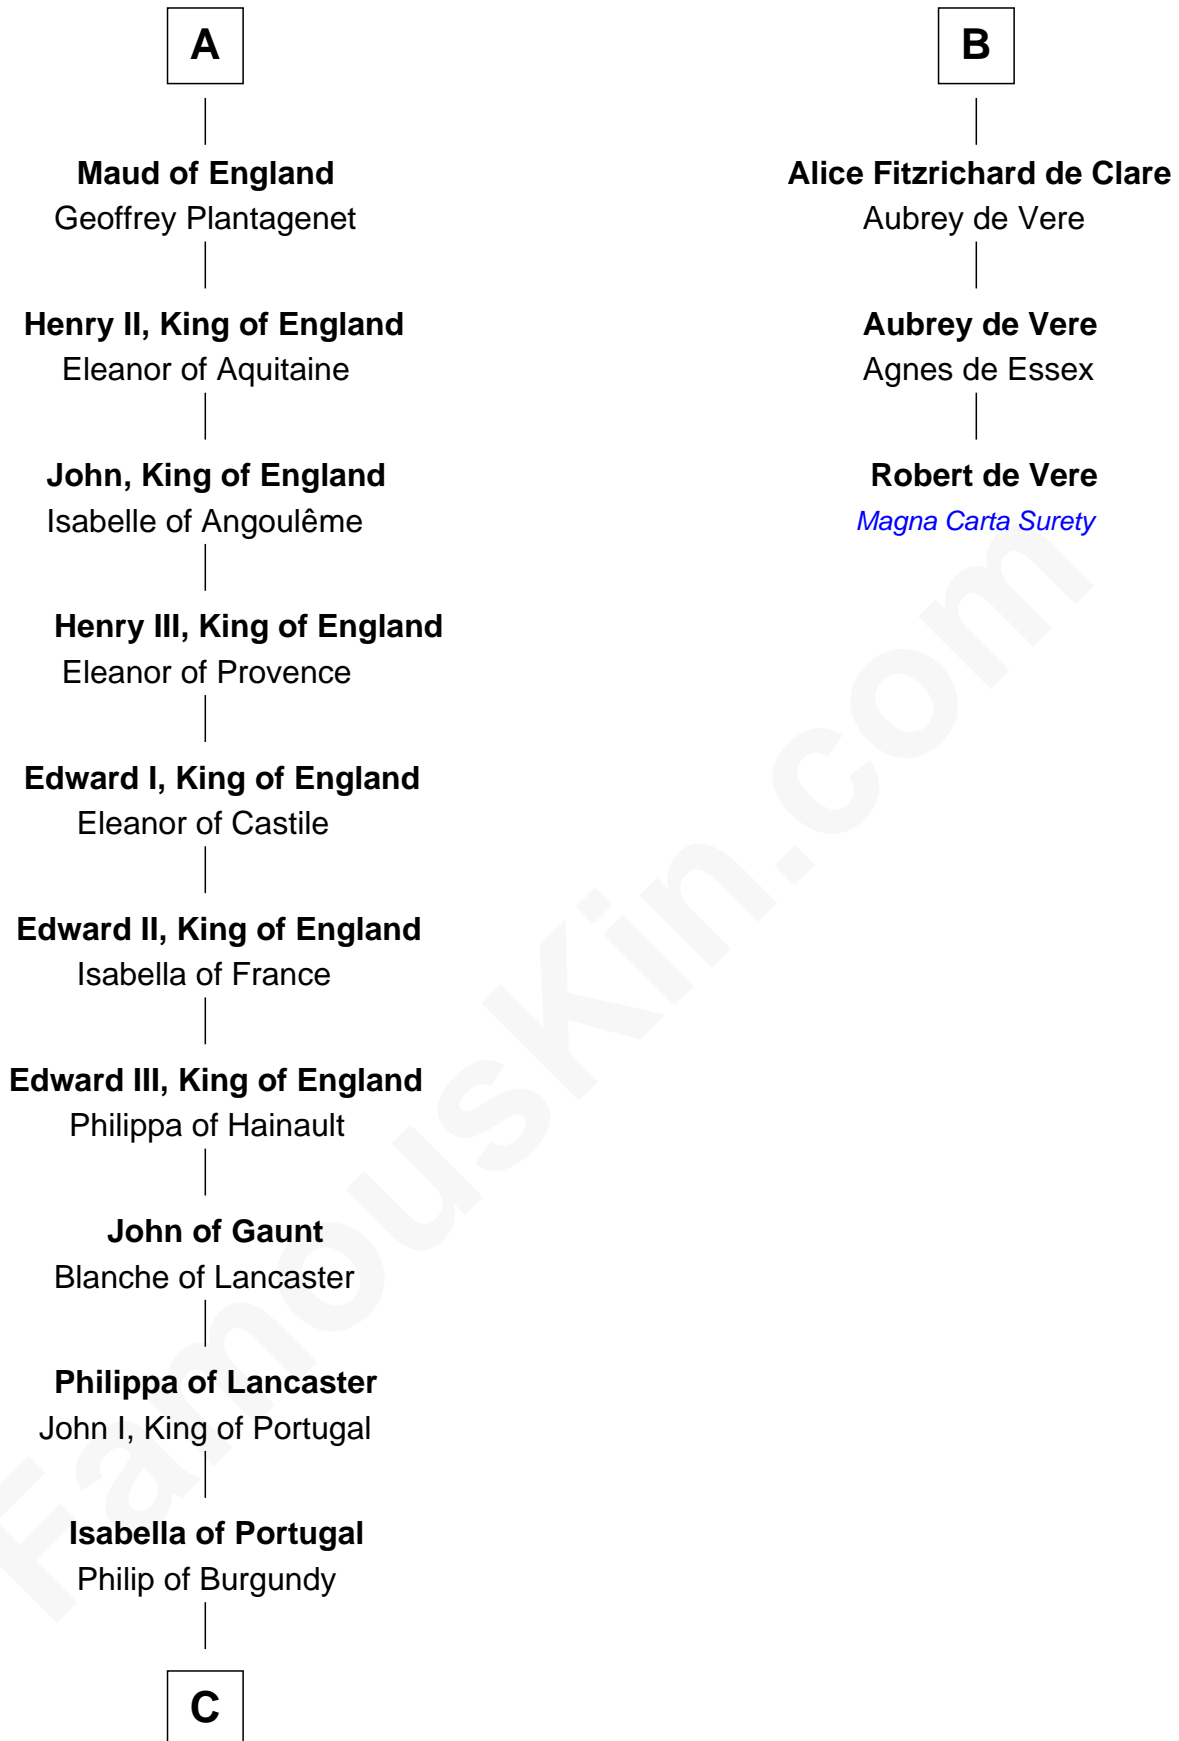 A
Maud of England
Geoffrey Plantagenet
Henry II, King of England
Eleanor of Aquitaine
John, King of England
Isabelle of Angoulême
Henry III, King of England
Eleanor of Provence
Edward I, King of England
Eleanor of Castile
Edward II, King of England
Isabella of France
Edward III, King of England
Philippa of Hainault
John of Gaunt
Blanche of Lancaster
Philippa of Lancaster
John I, King of Portugal
Isabella of Portugal
Philip of Burgundy
C
B
Alice Fitzrichard de Clare
Aubrey de Vere
Aubrey de Vere
Agnes de Essex
Robert de Vere
Magna Carta Surety
FamousKin.com